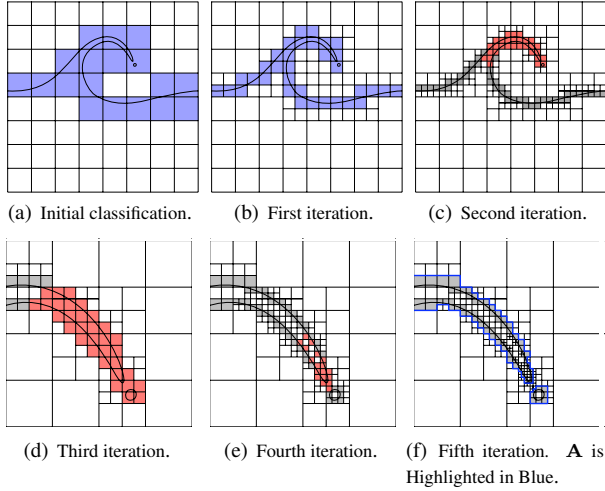 (a) Initial classification.
(b) First iteration.
(c) Second iteration.
(d) Third iteration.
(e) Fourth iteration.
(f) Fifth iteration. A is
Highlighted in Blue.